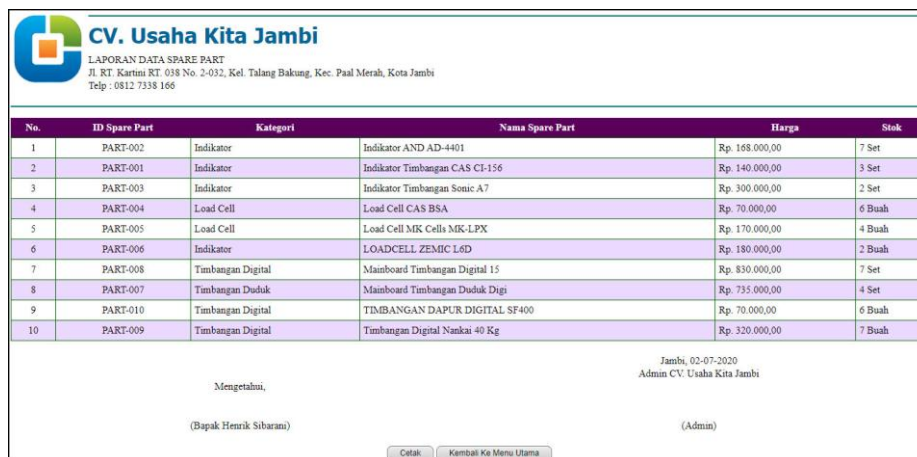 CV. Usaha Kita Jambi
LAPORAN DATA SPARE PART
Jl. RT. Kartini RT. 038 No. 2-032, Kel. Talang Bakung, Kec. Paal Merah, Kota Jambi
Telp : 0812 7338 166
No. ID Spare Part Kategori Nama Spare Part Harga Stok
1 PART-002 Indikator Indikator AND AD-4401 Rp. 168.000,00 7 Set
2 PART-001 Indikator Indikator Timbangan CAS CI-156 Rp. 140.000,00 3 Set
3 PART-003 Indikator Indikator Timbangan Sonic A7 Rp. 300.000,00 2 Set
4 PART-004 Load Cell Load Cell CAS BSA Rp. 70.000,00 6 Buah
5 PART-005 Load Cell Load Cell MK Cells MK-LPX Rp. 170.000,00 4 Buah
6 PART-006 Indikator LOADCELL ZEMIC L6D Rp. 180.000,00 2 Buah
7 PART-008 Timbangan Digital Mainboard Timbangan Digital 15 Rp. 830.000,00 7 Set
8 PART-007 Timbangan Duduk Mainboard Timbangan Duduk Digi Rp. 735.000,00 4 Set
9 PART-010 Timbangan Digital TIMBANGAN DAPUR DIGITAL SF400 Rp. 70.000,00 6 Buah
10 PART-009 Timbangan Digital Timbangan Digital Nankai 40 Kg Rp. 320.000,00 7 Buah
Jambi, 02-07-2020
Admin CV. Usaha Kita Jambi
Mengetahui,
(Bapak Henrik Sibarani) (Admin)
Cetak Kembali Ke Menu Utama